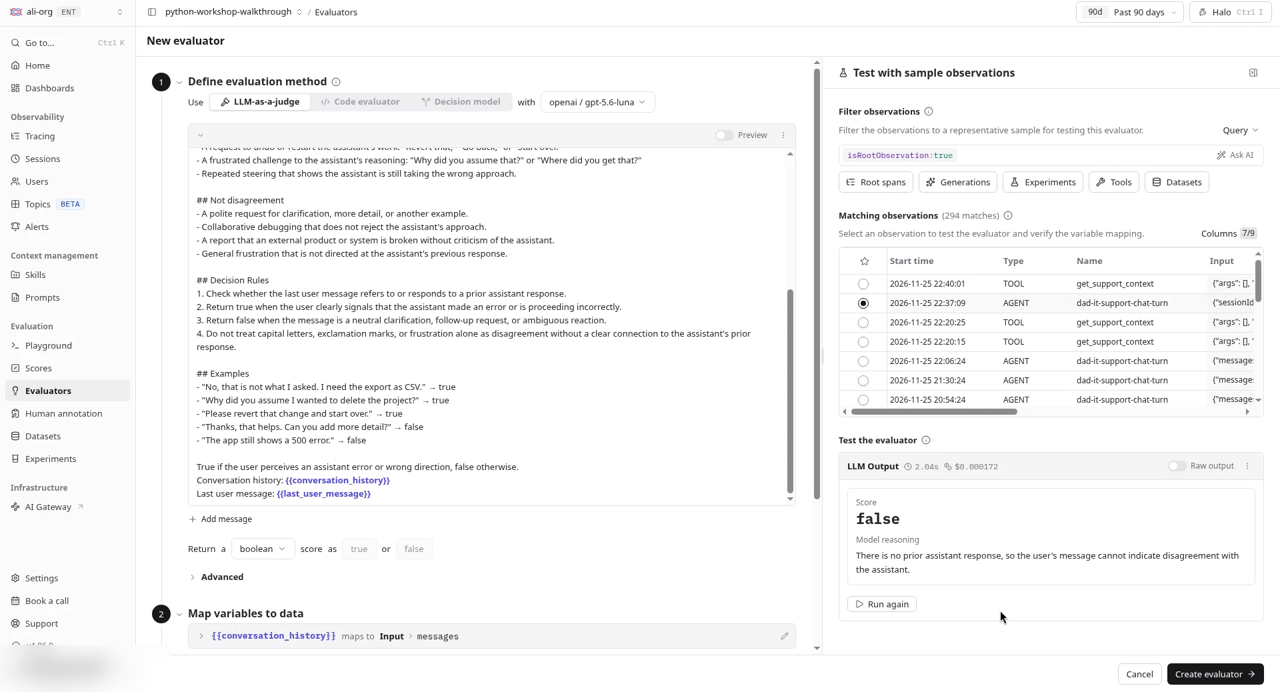 ali-org ENT
python-workshop-walkthrough / Evaluators
90d Past 90 days
Halo Ctrl I
Go to... Ctrl K
Home
Dashboards
Observability
Tracing
Sessions
Users
Topics BETA
Alerts
Context management
Skills
Prompts
Evaluation
Playground
Scores
Evaluators
Human annotation
Datasets
Experiments
Infrastructure
AI Gateway
Settings
Book a call
Support
New evaluator
1 Define evaluation method
Use LLM-as-a-judge Code evaluator Decision model with openai / gpt-5.6-luna
Preview
- A frustrated challenge to the assistant's reasoning: "Why did you assume that?" or "Where did you get that?"
- Repeated steering that shows the assistant is still taking the wrong approach.
## Not disagreement
- A polite request for clarification, more detail, or another example.
- Collaborative debugging that does not reject the assistant's approach.
- A report that an external product or system is broken without criticism of the assistant.
- General frustration that is not directed at the assistant's previous response.
## Decision Rules
1. Check whether the last user message refers to or responds to a prior assistant response.
2. Return true when the user clearly signals that the assistant made an error or is proceeding incorrectly.
3. Return false when the message is a neutral clarification, follow-up request, or ambiguous reaction.
4. Do not treat capital letters, exclamation marks, or frustration alone as disagreement without a clear connection to the assistant's prior
response.
## Examples
- "No, that is not what I asked. I need the export as CSV." → true
- "Why did you assume I wanted to delete the project?" → true
- "Please revert that change and start over." → true
- "Thanks, that helps. Can you add more detail?" → false
- "The app still shows a 500 error." → false
True if the user perceives an assistant error or wrong direction, false otherwise.
Conversation history: {{conversation_history}}
Last user message: {{last_user_message}}
+ Add message
Return a boolean score as true or false
Advanced
2 Map variables to data
{{conversation_history}} maps to Input > messages
Test with sample observations
Filter observations
Filter the observations to a representative sample for testing this evaluator. Query
isRootObservation:true Ask AI
Root spans Generations Experiments Tools Datasets
Matching observations (294 matches)
Select an observation to test the evaluator and verify the variable mapping. Columns 7/9
Start time Type Name Input
2026-11-25 22:40:01 TOOL get_support_context {"args": [], "
2026-11-25 22:37:09 AGENT dad-it-support-chat-turn {"sessionId
2026-11-25 22:20:25 TOOL get_support_context {"args": [], "
2026-11-25 22:20:15 TOOL get_support_context {"args": [], "
2026-11-25 22:06:24 AGENT dad-it-support-chat-turn {"message
2026-11-25 21:30:24 AGENT dad-it-support-chat-turn {"message
2026-11-25 20:54:24 AGENT dad-it-support-chat-turn {"message
Test the evaluator
LLM Output 2.04s $0.000172 Raw output
Score
false
Model reasoning
There is no prior assistant response, so the user's message cannot indicate disagreement with
the assistant.
Run again
Cancel Create evaluator